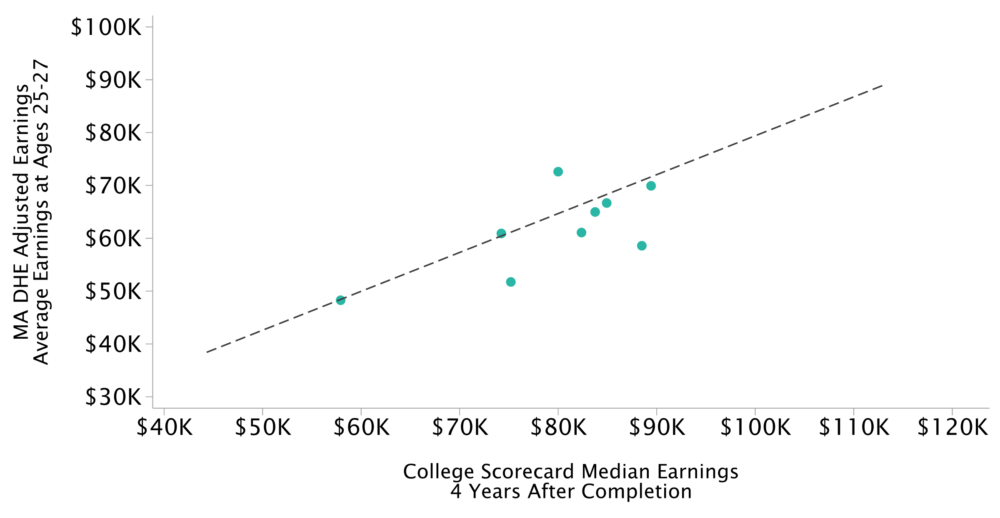 MA DHE Adjusted Earnings
Average Earnings at Ages 25-27
$100K
$90K
$80K
$70K
$60K
$50K
$40K
$30K
$40K $50K $60K $70K $80K $90K $100K $110K $120K
College Scorecard Median Earnings
4 Years After Completion